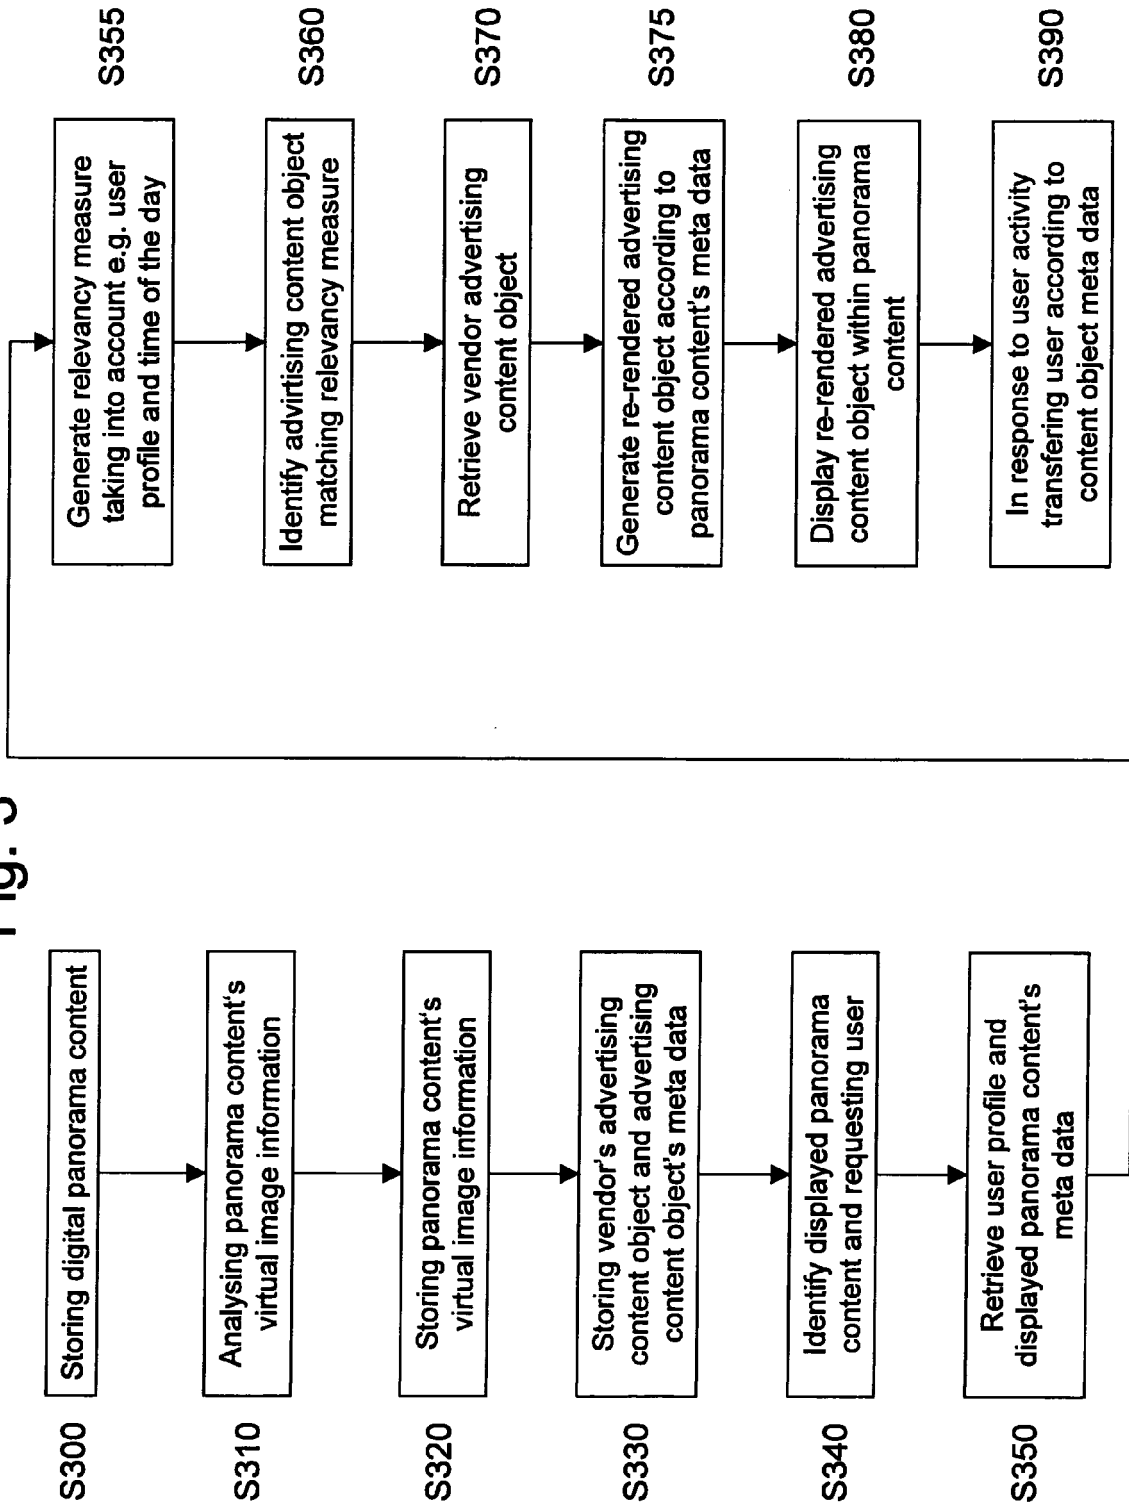 Fig. 3
S300
Storing digital panorama content
S310
Analysing panorama content's
virtual image information
S320
Storing panorama content's
virtual image information
S330
Storing vendor's advertising
content object and advertising
content object's meta data
S340
Identify displayed panorama
content and requesting user
S350
Retrieve user profile and
displayed panorama content's
meta data
Generate relevancy measure
taking into account e.g. user
profile and time of the day
S355
Identify advirtising content object
matching relevancy measure
S360
Retrieve vendor advertising
content object
S370
Generate re-rendered advertising
content object according to
panorama content's meta data
S375
Display re-rendered advertising
content object within panorama
content
S380
In response to user activity
transfering user according to
content object meta data
S390